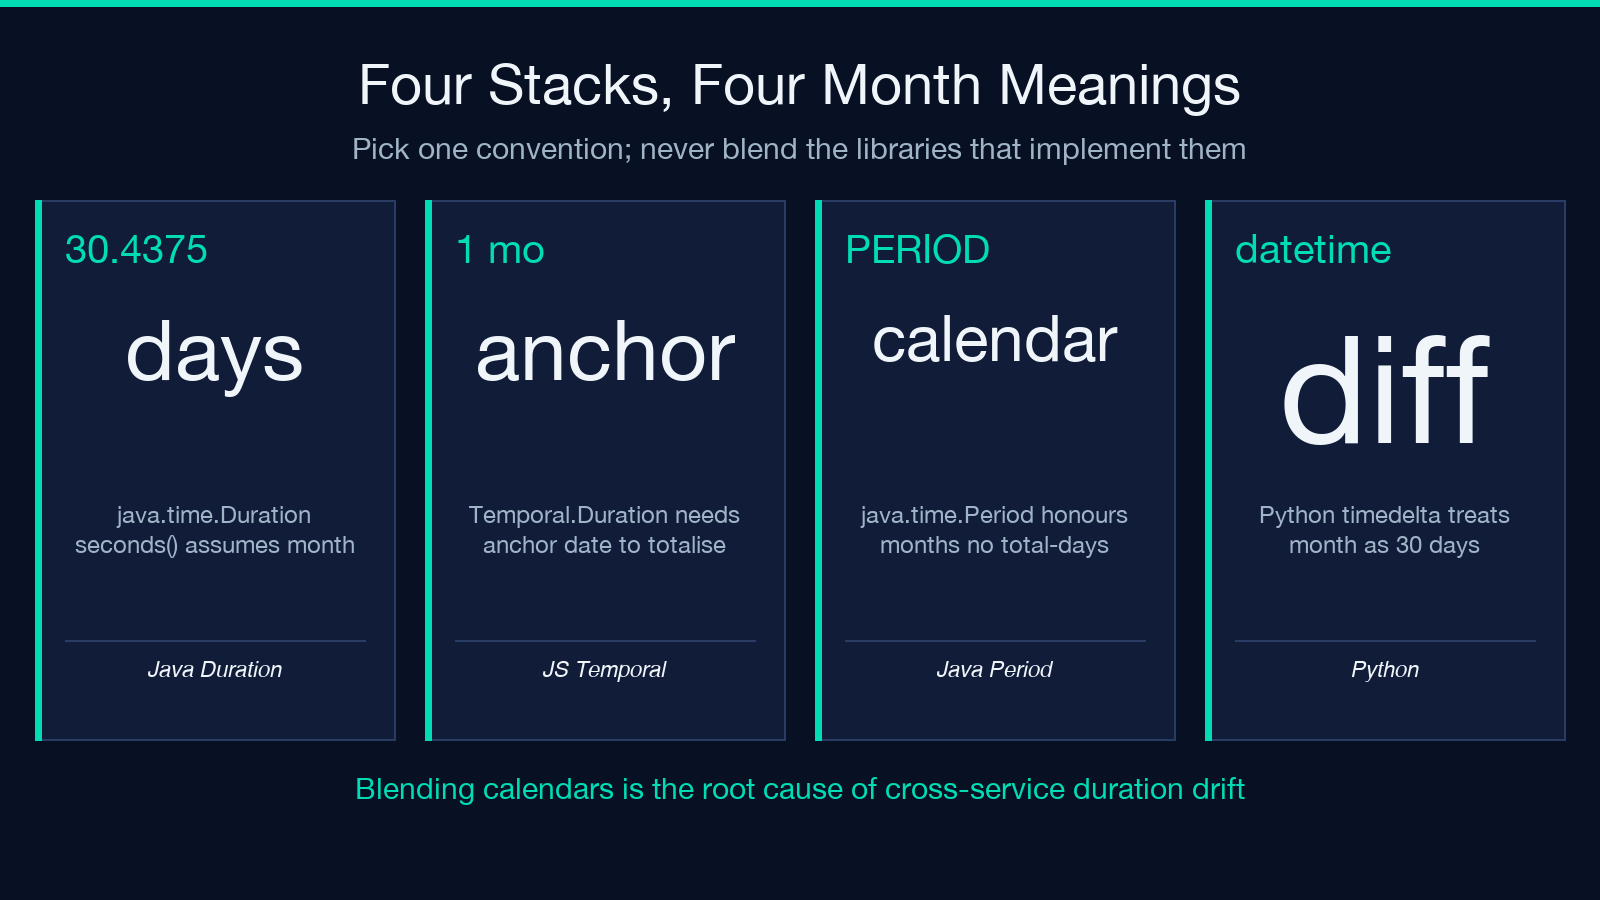 Four Stacks, Four Month Meanings
Pick one convention; never blend the libraries that implement them
30.4375
days
java.time.Duration
seconds() assumes month
Java Duration
1 mo
anchor
Temporal.Duration needs
anchor date to totalise
JS Temporal
PERIOD
calendar
java.time.Period honours
months no total-days
Java Period
datetime
diff
Python timedelta treats
month as 30 days
Python
Blending calendars is the root cause of cross-service duration drift